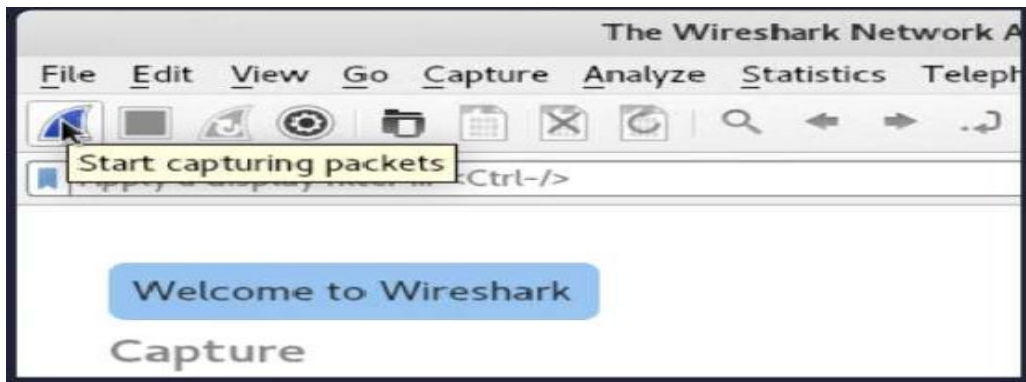 The Wireshark Network A
File Edit View Go Capture Analyze Statistics Teleph
Start capturing packets
<Ctrl-/>
Welcome to Wireshark
Capture